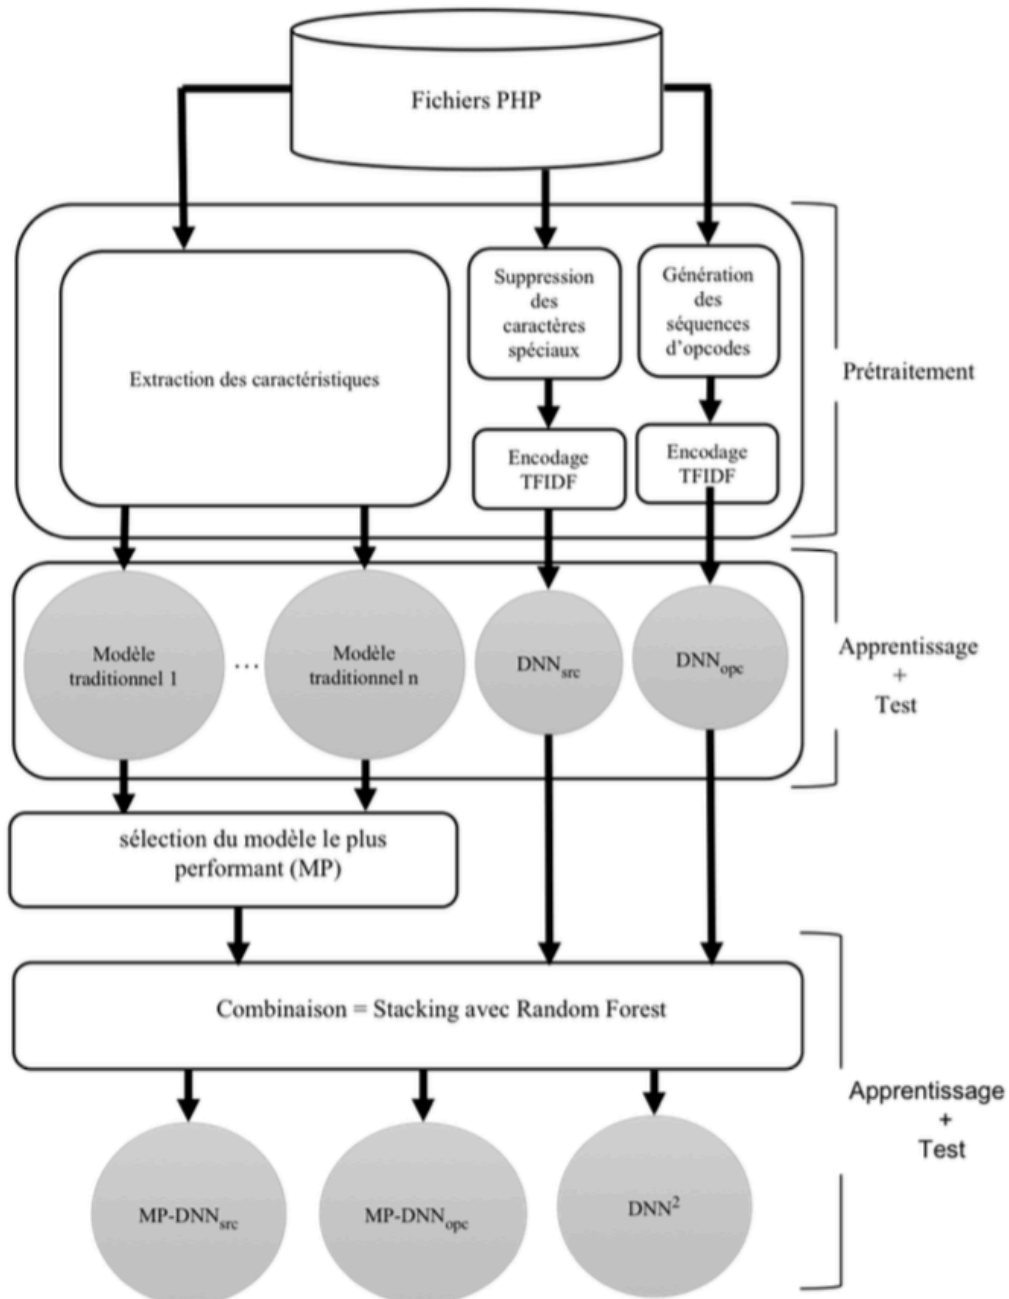 Fichiers PHP
Extraction des caractéristiques
Suppression
des
caractères
spéciaux
Génération
des
séquences
d'opcodes
Encodage
TFIDF
Encodage
TFIDF
Prétraitement
Modèle
traditionnel 1
...
Modèle
traditionnel n
DNNsrc
DNNopc
Apprentissage
+
Test
sélection du modèle le plus
performant (MP)
Combinaison = Stacking avec Random Forest
MP-DNNsrc
MP-DNNopc
DNN²
Apprentissage
+
Test